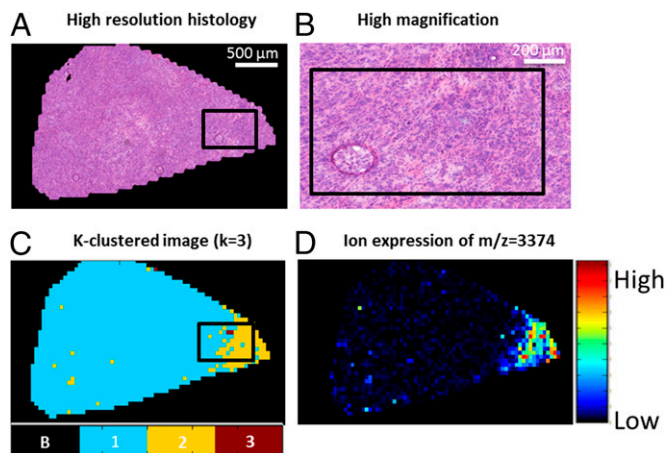 A High resolution histology
500 µm
B High magnification
200 µm
C K-clustered image (k=3)
B 1 2 3
D Ion expression of m/z=3374
High
Low